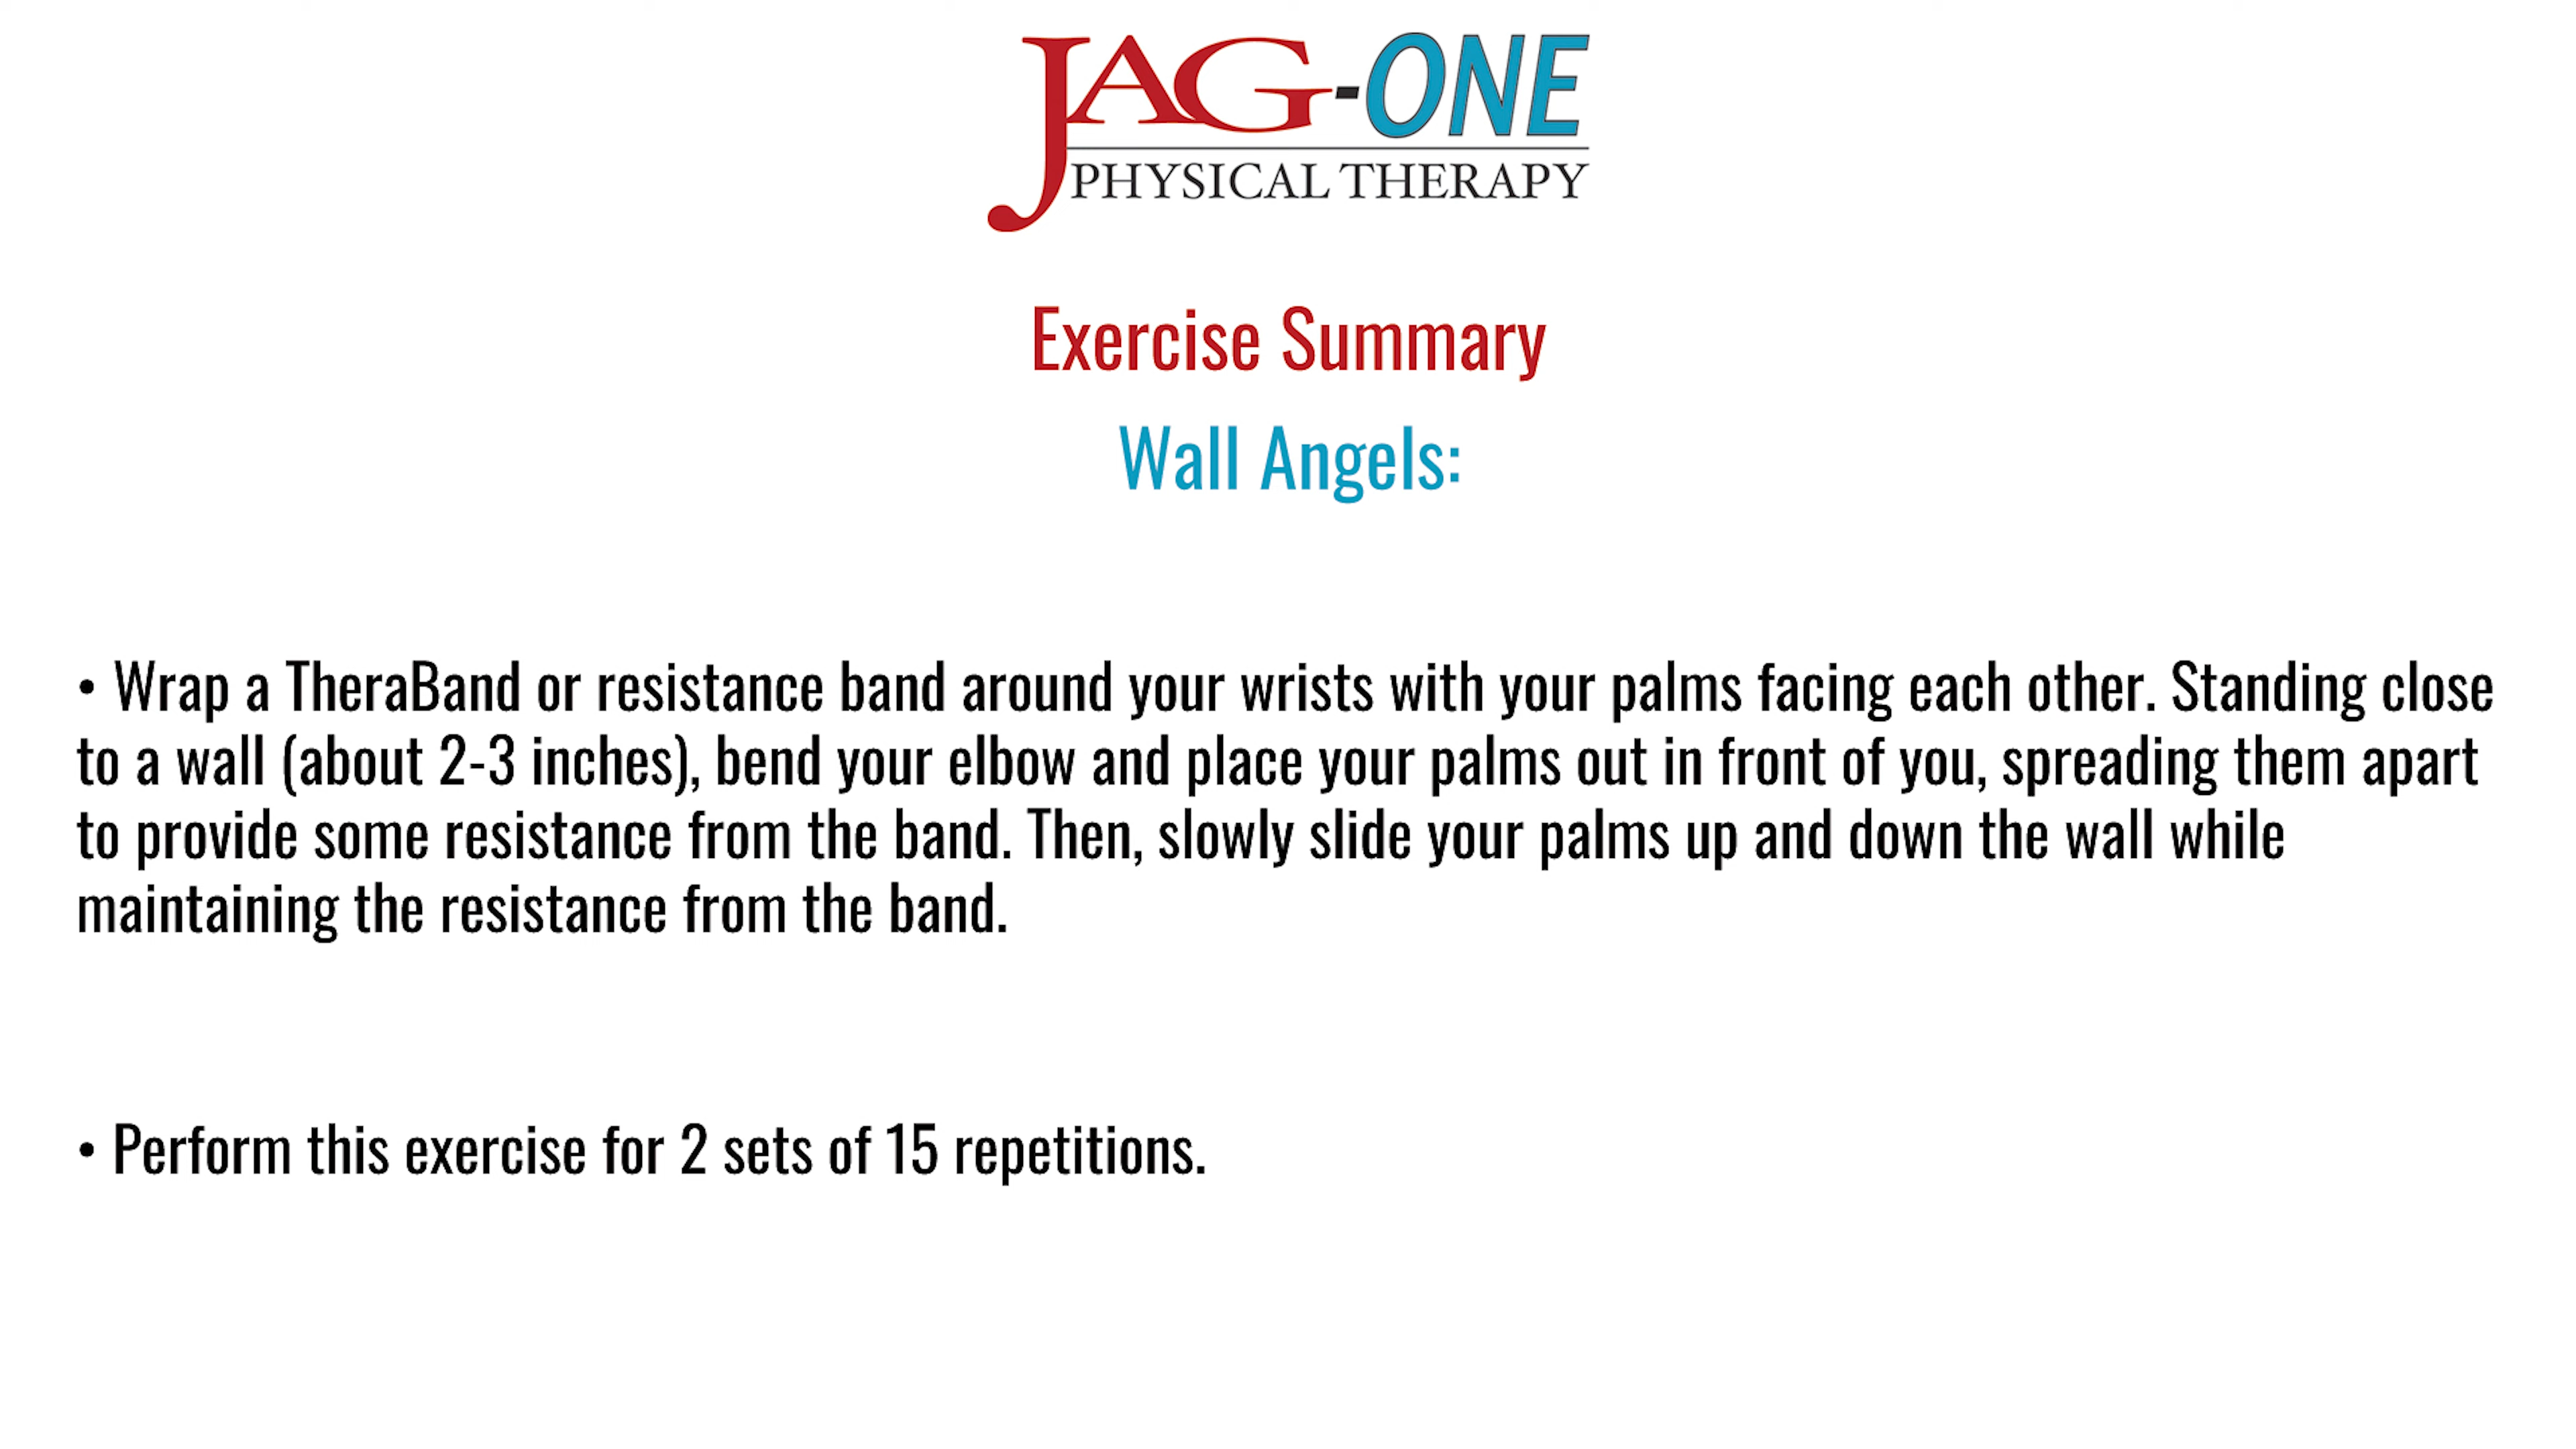 JAG-ONE
PHYSICAL THERAPY
Exercise Summary
Wall Angels:
• Wrap a TheraBand or resistance band around your wrists with your palms facing each other. Standing close
to a wall (about 2-3 inches), bend your elbow and place your palms out in front of you, spreading them apart
to provide some resistance from the band. Then, slowly slide your palms up and down the wall while
maintaining the resistance from the band.
• Perform this exercise for 2 sets of 15 repetitions.